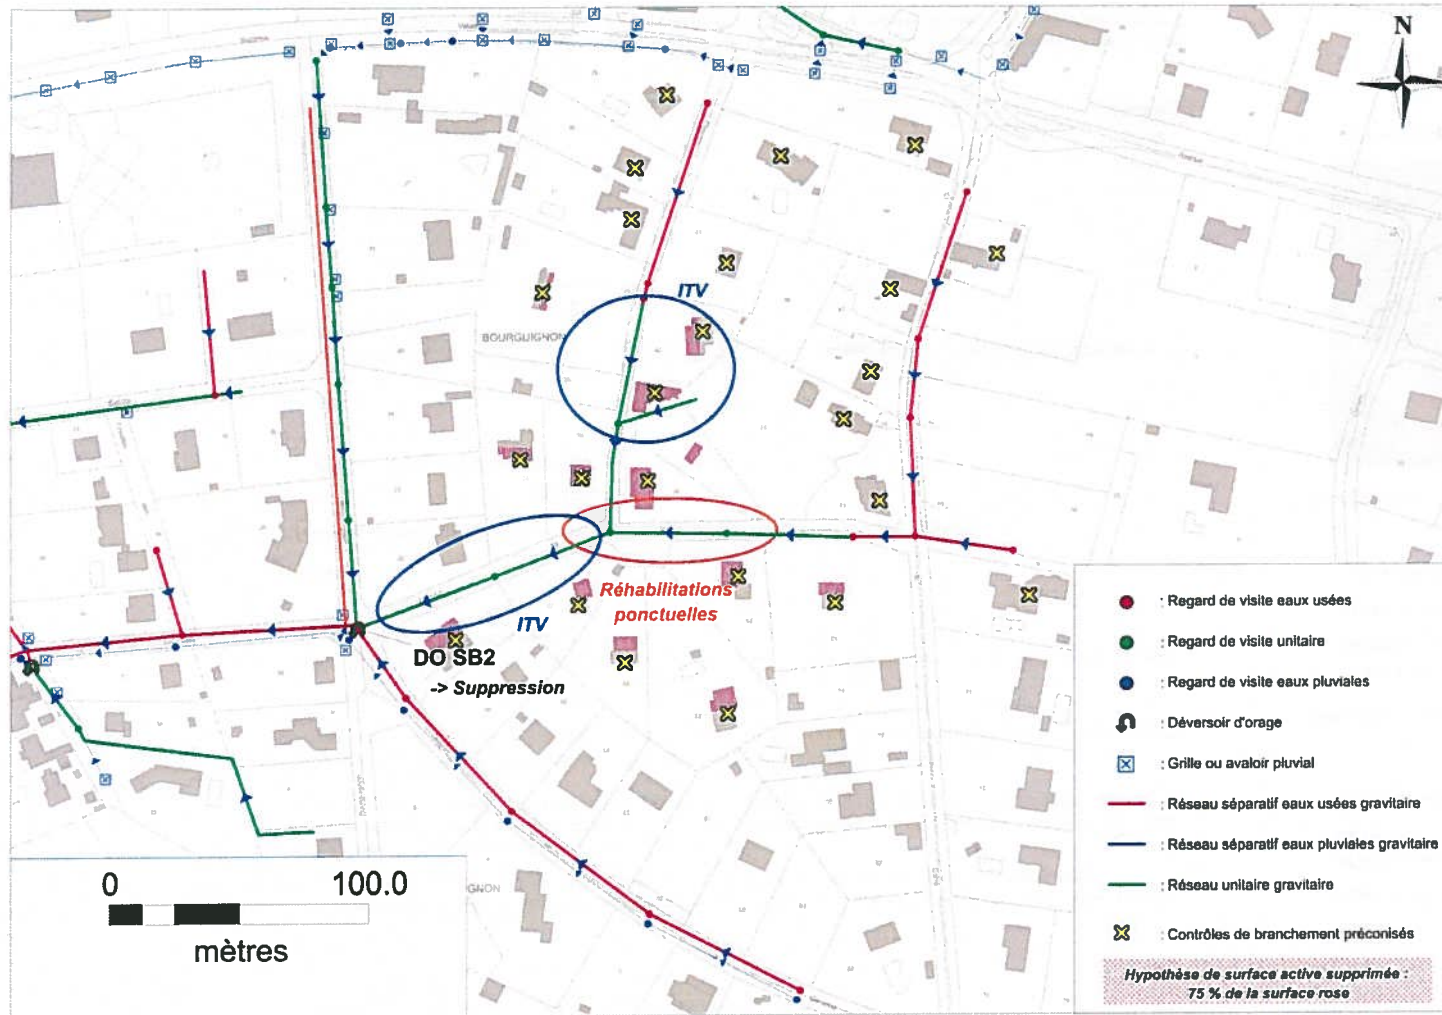 N
ITV
BOURGUIGNON
Réhabilitations
ponctuelles
ITV
DO SB2
-> Suppression
GNON
0 100.0
mètres
: Regard de visite eaux usées
: Regard de visite unitaire
: Regard de visite eaux pluviales
: Déversoir d'orage
: Grille ou avaloir pluvial
: Réseau séparatif eaux usées gravitaire
: Réseau séparatif eaux pluviales gravitaire
: Réseau unitaire gravitaire
: Contrôles de branchement préconisés
Hypothèse de surface active supprimée :
75 % de la surface rose